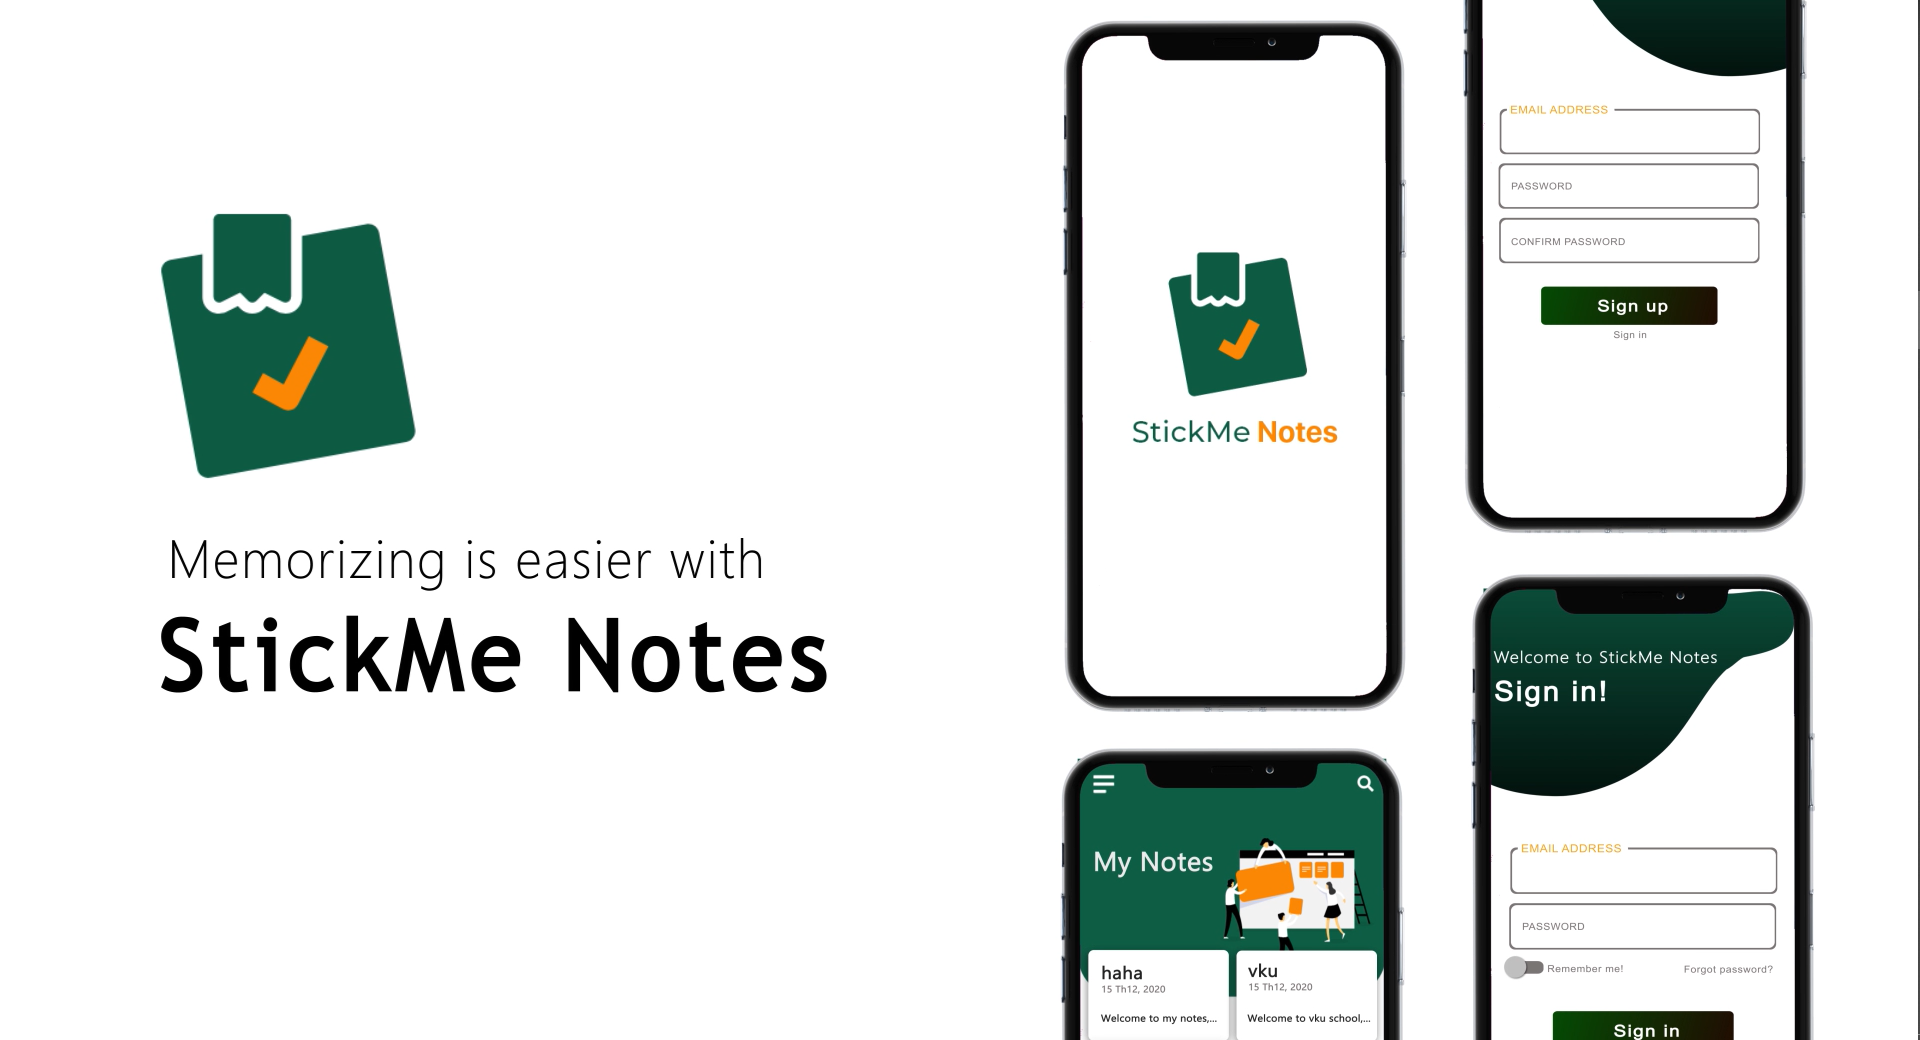 Memorizing is easier with
StickMe Notes
StickMe Notes
EMAIL ADDRESS
PASSWORD
CONFIRM PASSWORD
Sign up
Sign in
My Notes
haha
15 Th12, 2020
Welcome to my notes,...
vku
15 Th12, 2020
Welcome to vku school,...
Welcome to StickMe Notes
Sign in!
EMAIL ADDRESS
PASSWORD
Remember me!
Forgot password?
Sign in